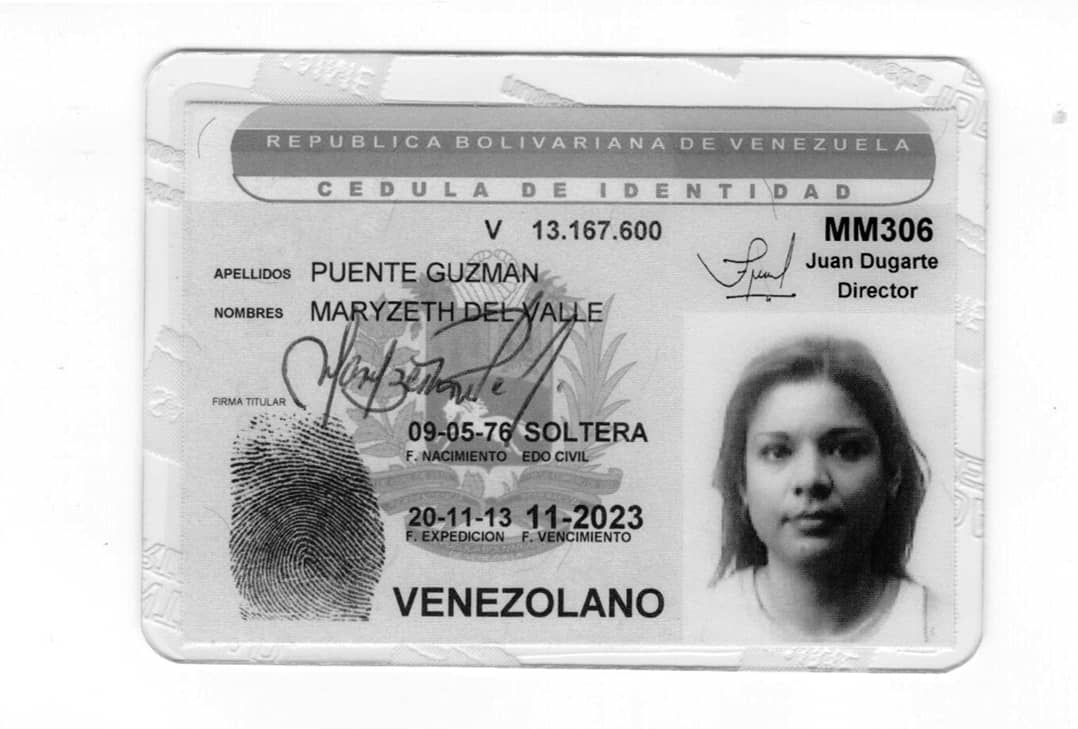 REPUBLICA BOLIVARIANA DE VENEZUELA
CEDULA DE IDENTIDAD
V 13.167.600
MM306
Juan Dugarte
Director
APELLIDOS PUENTE GUZMAN
NOMBRES MARYZETH DEL VALLE
FIRMA TITULAR
09-05-76 SOLTERA
F. NACIMIENTO EDO CIVIL
20-11-13 11-2023
F. EXPEDICION F. VENCIMIENTO
VENEZOLANO